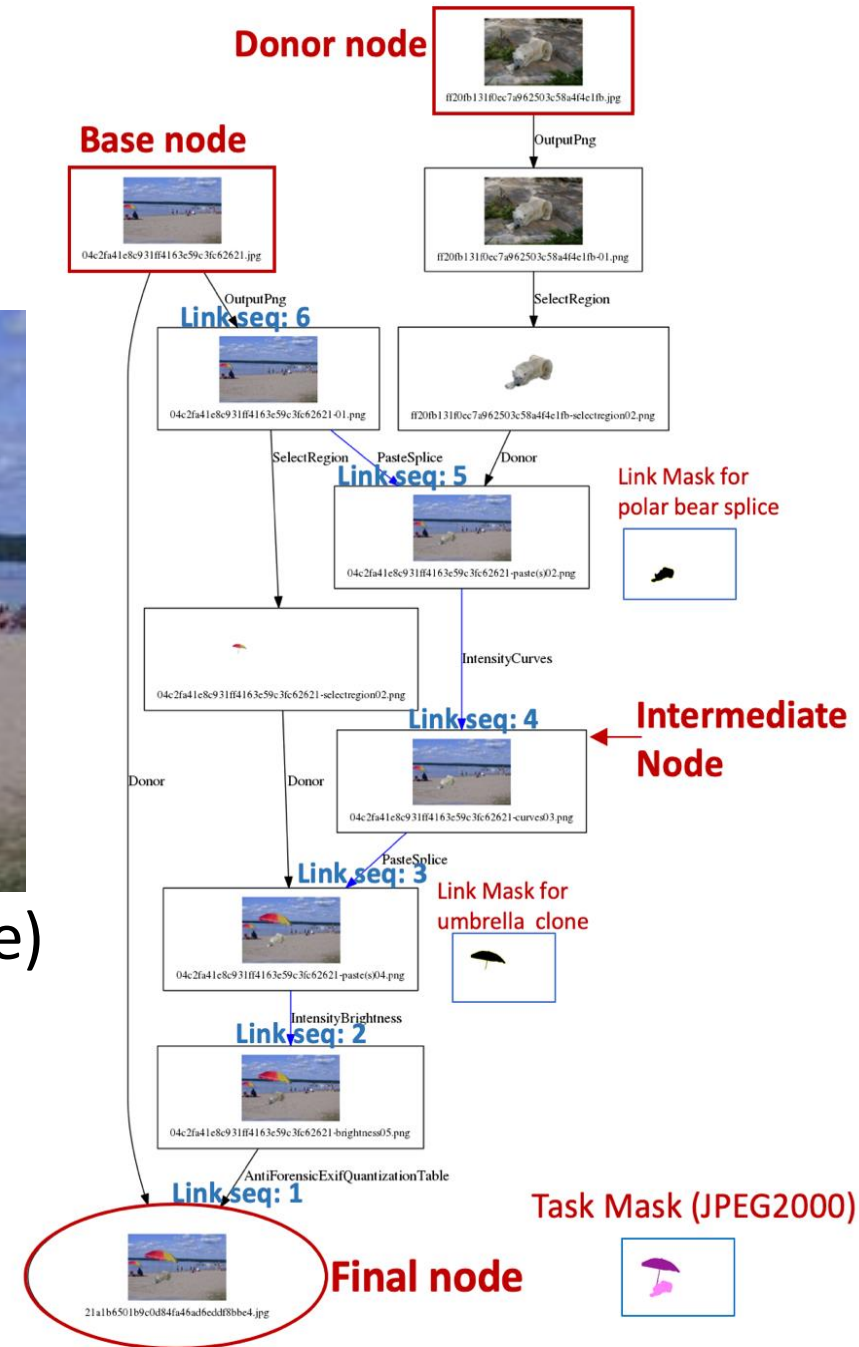 Donor node
ff20fb131f0ec7a962503c58a4f4e1fb.jpg
OutputPng
Base node
04c2fa41e8c931ff4163e59c3fc62621.jpg
ff20fb131f0ec7a962503c58a4f4e1fb-01.png
OutputPng
Link seq: 6
SelectRegion
04c2fa41e8c931ff4163e59c3fc62621-01.png
ff20fb131f0ec7a962503c58a4f4e1fb-selectregion02.png
SelectRegion
PasteSplice
Donor
Link seq: 5
Link Mask for
polar bear splice
04c2fa41e8c931ff4163e59c3fc62621-paste(s)02.png
IntensityCurves
04c2fa41e8c931ff4163e59c3fc62621-selectregion02.png
Link seq: 4
Intermediate
Node
Donor
Donor
04c2fa41e8c931ff4163e59c3fc62621-curves03.png
PasteSplice
Link seq: 3
Link Mask for
umbrella clone
e)
04c2fa41e8c931ff4163e59c3fc62621-paste(s)04.png
IntensityBrightness
Link seq: 2
04c2fa41e8c931ff4163e59c3fc62621-brightness05.png
AntiForensicExifQuantizationTable
Link seq: 1
Task Mask (JPEG2000)
Final node
21a1b6501b9c0d84fa46ad6eddf8bbe4.jpg